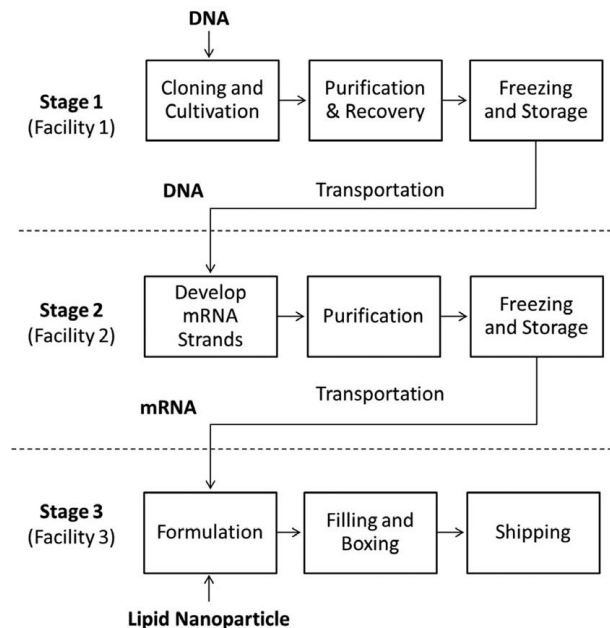 DNA
Stage 1
(Facility 1)
Cloning and
Cultivation
Purification
& Recovery
Freezing
and Storage
DNA
Transportation
Stage 2
(Facility 2)
Develop
mRNA
Strands
Purification
Freezing
and Storage
mRNA
Transportation
Stage 3
(Facility 3)
Formulation
Filling and
Boxing
Shipping
Lipid Nanoparticle